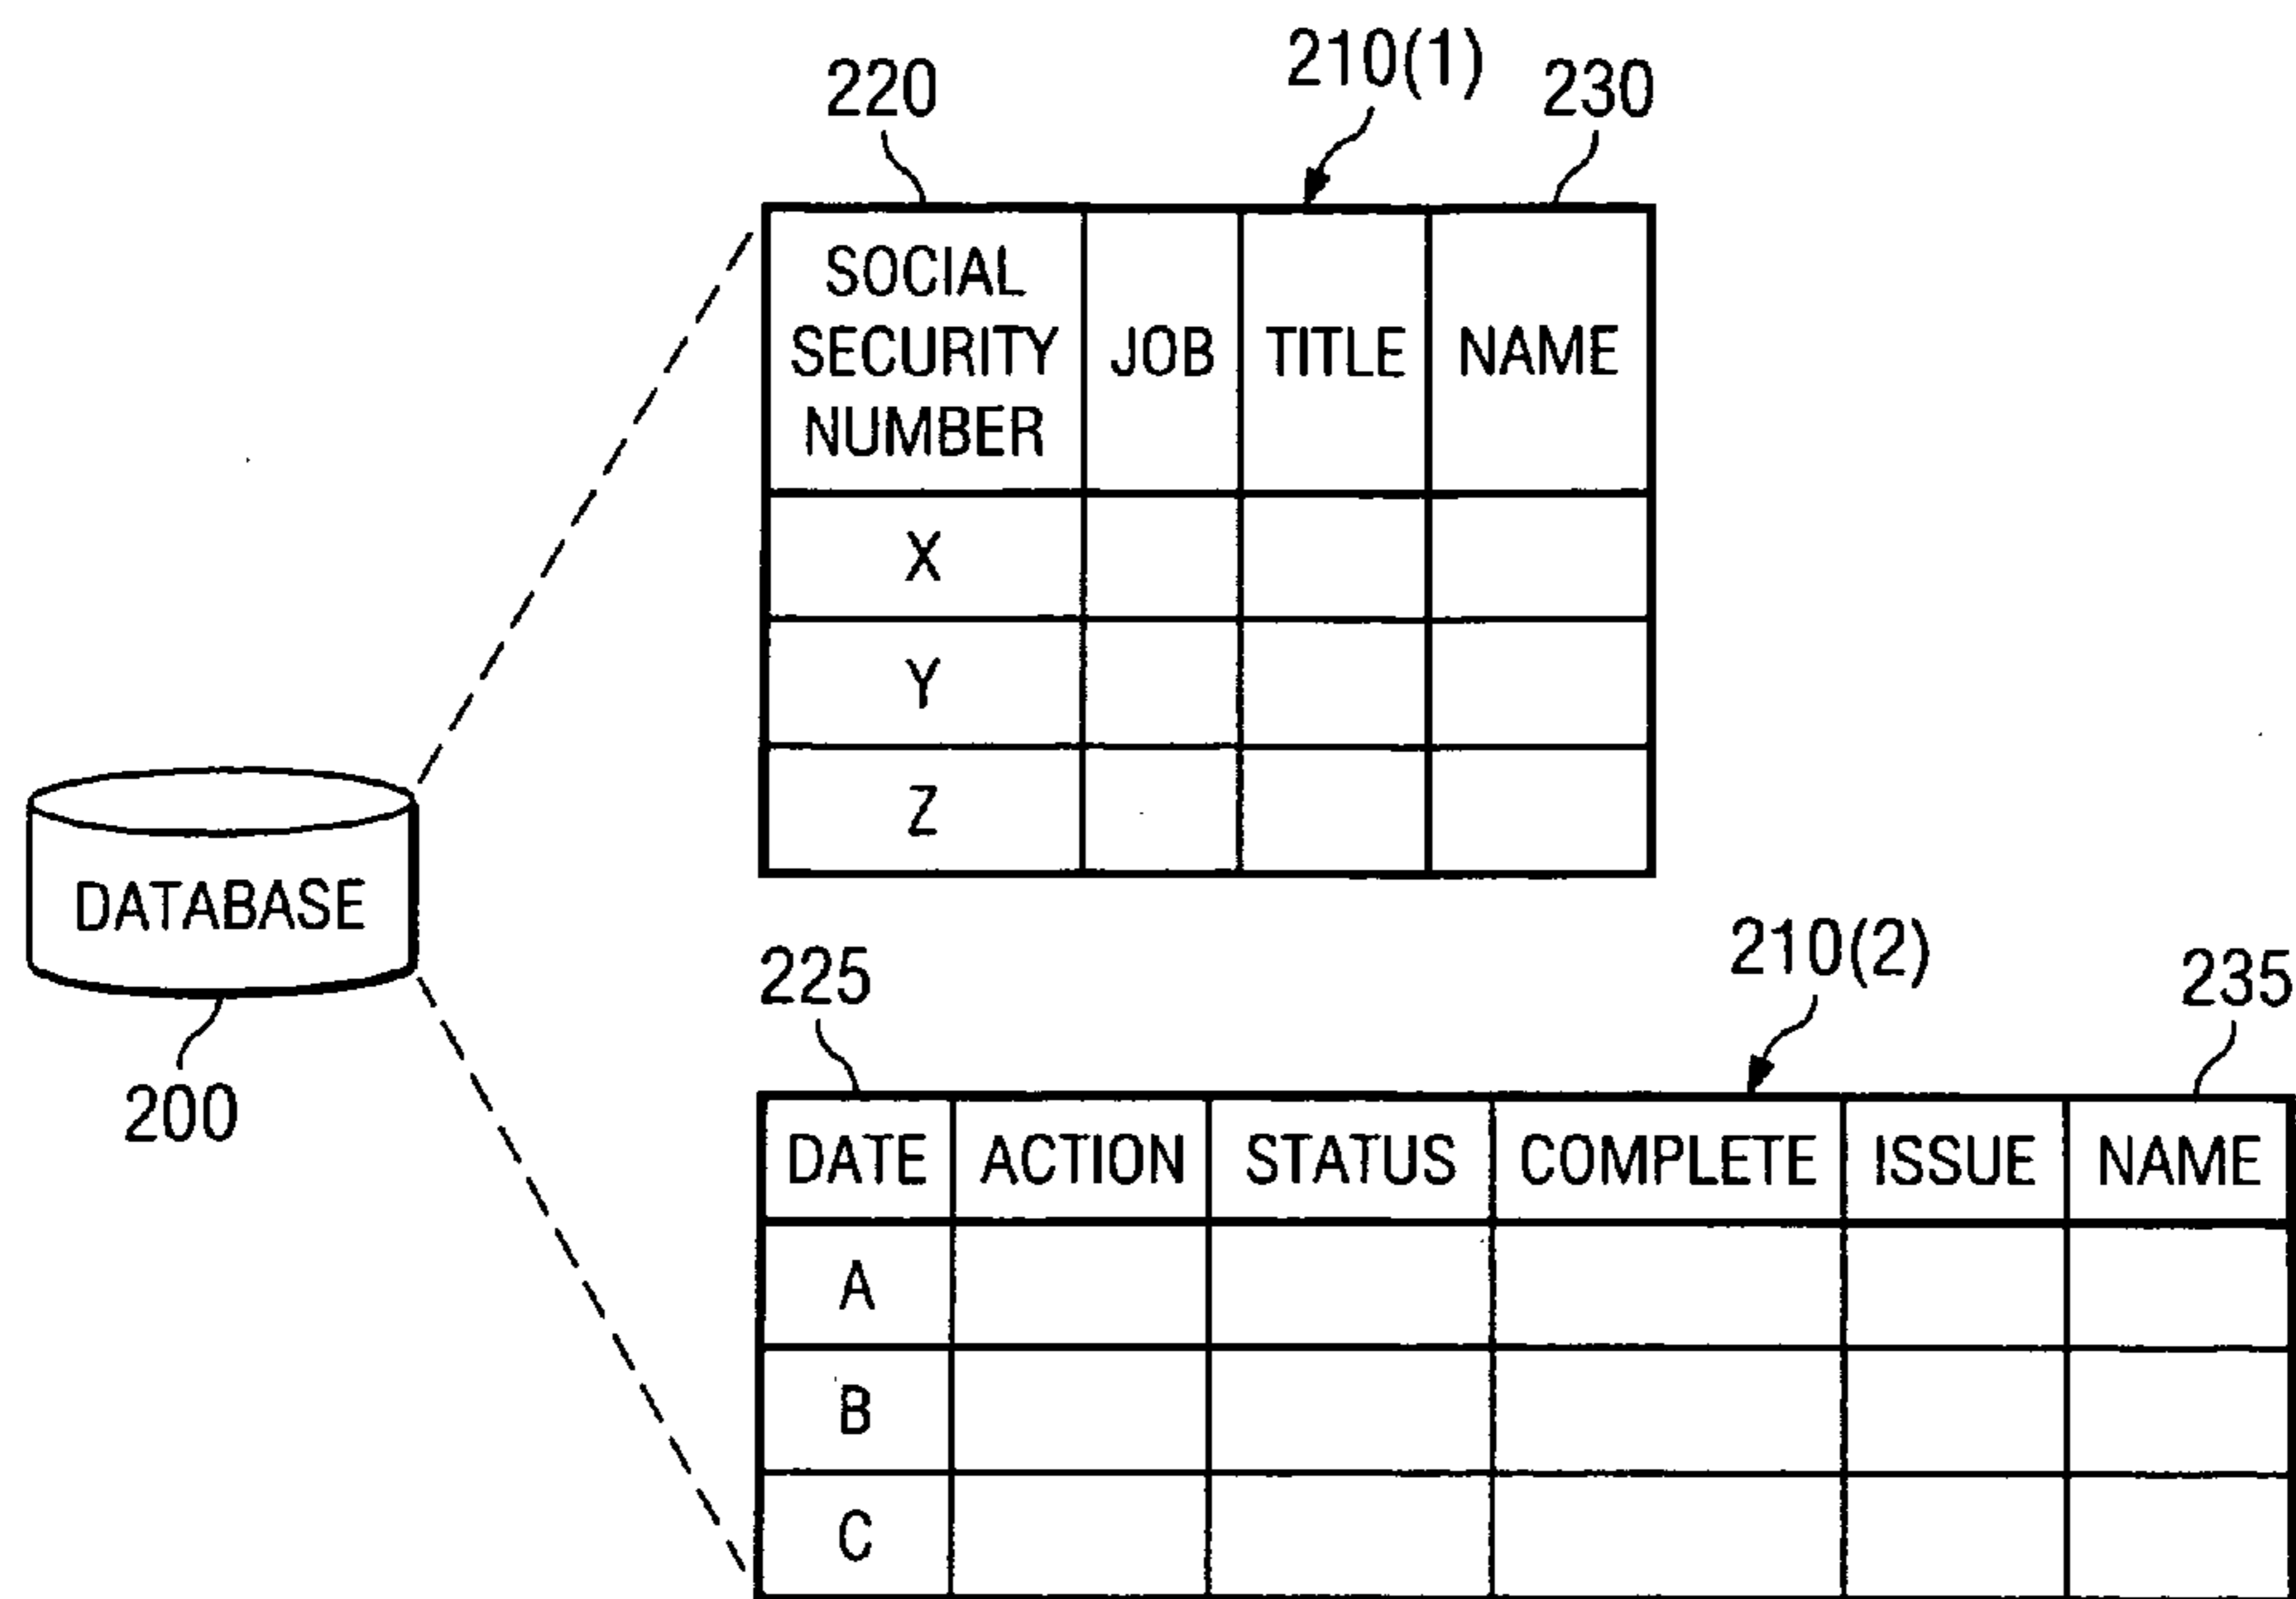 220
210(1)
230
SOCIAL
SECURITY
NUMBER
JOB
TITLE
NAME
X
Y
Z
DATABASE
200
225
210(2)
235
DATE
ACTION
STATUS
COMPLETE
ISSUE
NAME
A
B
C